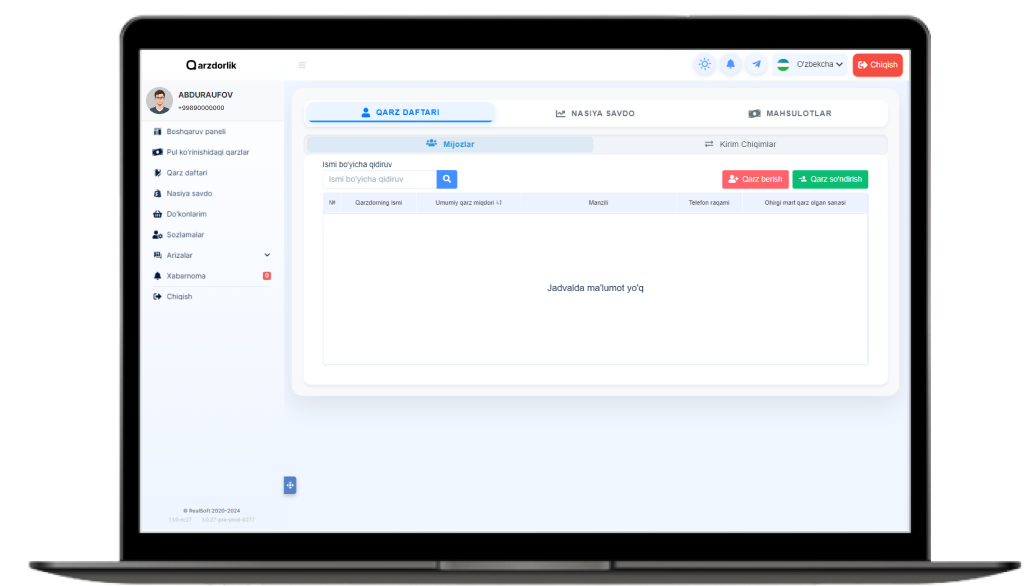 Qarzdorlik
O'zbekcha
Chiqish
ABDURAUFOV
+99890000000
Boshqaruv paneli
Pul ko'rinishidagi qarzlar
Qarz daftari
Nasiya savdo
Do'konlarim
Sozlamalar
Arizalar
Xabarnoma
0
Chiqish
QARZ DAFTARI
NASIYA SAVDO
MAHSULOTLAR
Mijozlar
Kirim Chiqimlar
Ismi bo'yicha qidiruv
Ismi bo'yicha qidiruv
Qarz berish
Qarz so'ndirish
№ Qarzdorning ismi Umumiy qarz miqdori Manzili Telefon raqami Ohirgi mart qarz olgan sanasi
Jadvalda ma'lumot yo'q
© RealSoft 2020-2024